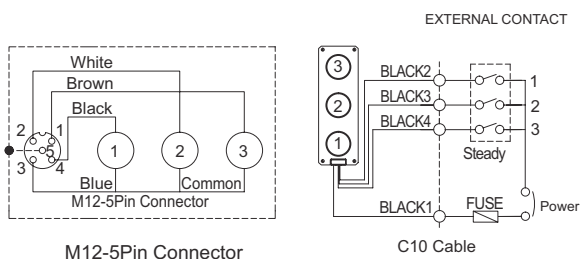 EXTERNAL CONTACT
White
Brown
Black
2 1
5
3 4
1 2 3
Blue Common
M12-5Pin Connector
M12-5Pin Connector
3
2
1
BLACK2 1
BLACK3 2
BLACK4 3
Steady
BLACK1 FUSE Power
C10 Cable